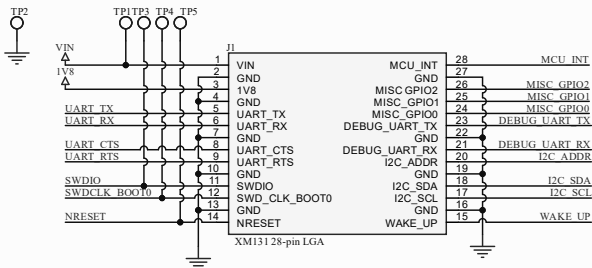 TP2
TP1 TP3 TP4 TP5
VIN
1V8
UART_TX
UART_RX
UART_CTS
UART_RTS
SWDIO
SWDCLK_BOOT0
NRESET
J1
1 VIN
2 GND
3 1V8
4 GND
5 UART_TX
6 UART_RX
7 GND
8 UART_CTS
9 UART_RTS
10 GND
11 SWDIO
12 SWD_CLK_BOOT0
13 GND
14 NRESET
MCU_INT 28 MCU_INT
GND 27
MISC GPIO2 26 MISC_GPIO2
MISC_GPIO1 25 MISC_GPIO1
MISC_GPIO0 24 MISC_GPIO0
DEBUG_UART_TX 23 DEBUG_UART_TX
GND 22
DEBUG_UART_RX 21 DEBUG_UART_RX
I2C_ADDR 20 I2C_ADDR
GND 19
I2C_SDA 18 I2C_SDA
I2C_SCL 17 I2C_SCL
GND 16
WAKE_UP 15 WAKE_UP
XM131 28-pin LGA